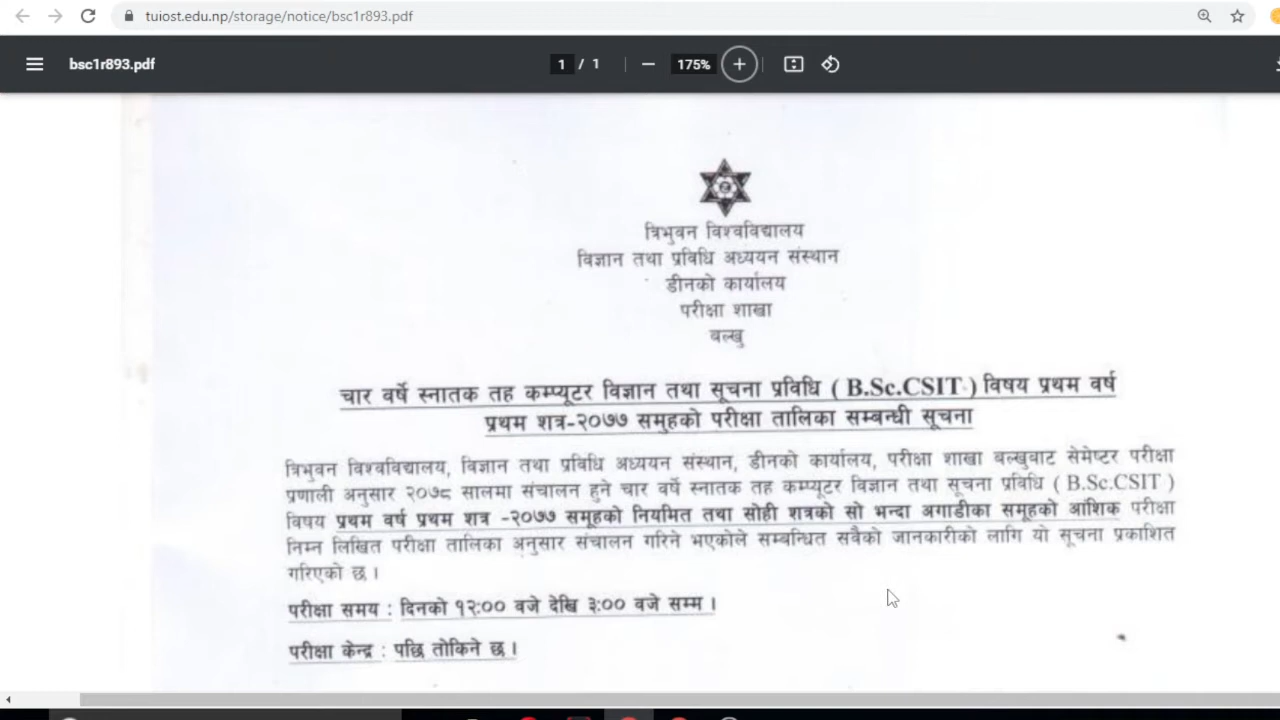 tuiost.edu.np/storage/notice/bsc1r893.pdf
bsc1r893.pdf
1 / 1
175%
त्रिभुवन विश्वविद्यालय
विज्ञान तथा प्रविधि अध्ययन संस्थान
डीनको कार्यालय
परीक्षा शाखा
बल्खु
चार वर्षे स्नातक तह कम्प्यूटर विज्ञान तथा सूचना प्रविधि ( B.Sc.CSIT ) विषय प्रथम वर्ष
प्रथम शत्र-२०७७ समुहको परीक्षा तालिका सम्बन्धी सूचना
त्रिभुवन विश्वविद्यालय, विज्ञान तथा प्रविधि अध्ययन संस्थान, डीनको कार्यालय, परीक्षा शाखा बल्खुबाट सेमेष्टर परीक्षा
प्रणाली अनुसार २०७८ सालमा संचालन हुने चार वर्षे स्नातक तह कम्प्यूटर विज्ञान तथा सूचना प्रविधि ( B.Sc.CSIT )
विषय प्रथम वर्ष प्रथम शत्र -२०७७ समुहको नियमित तथा सोही शत्रको सो भन्दा अगाडीका समुहको आंशिक परीक्षा
निम्न लिखित परीक्षा तालिका अनुसार संचालन गरिने भएकोले सम्बन्धित सबैको जानकारीको लागि यो सूचना प्रकाशित
गरिएको छ ।
परीक्षा समय : दिनको १२:०० बजे देखि ३:०० बजे सम्म ।
परीक्षा केन्द्र : पछि तोकिने छ ।